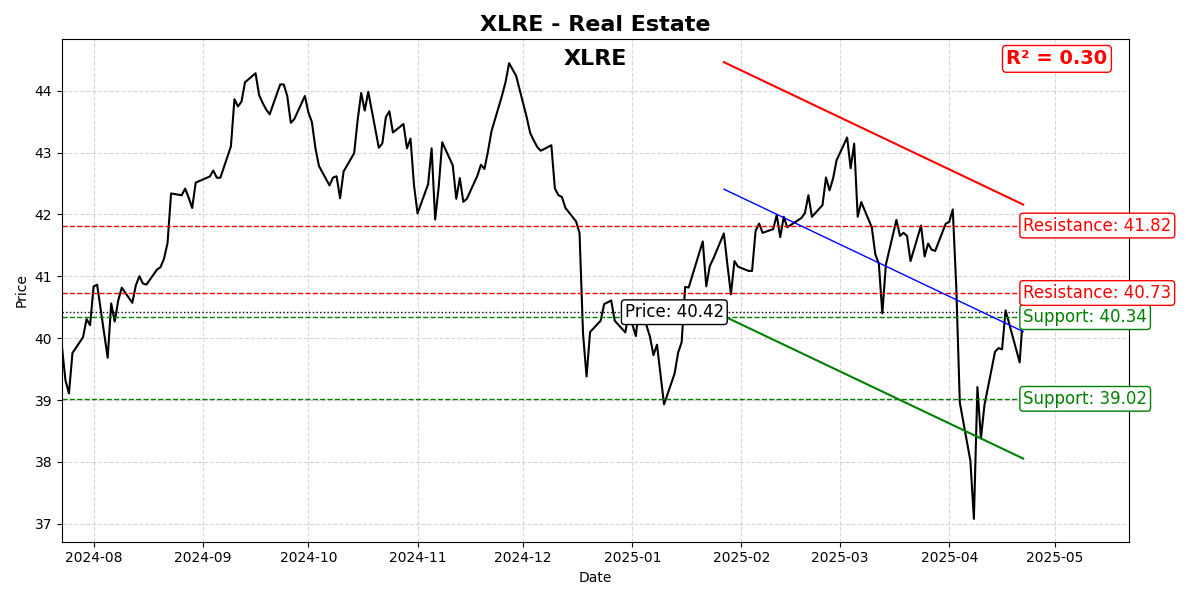 XLRE - Real Estate
XLRE
R² = 0.30
44
43
42
41
40
39
38
37
Price
Resistance: 41.82
Resistance: 40.73
Price: 40.42
Support: 40.34
Support: 39.02
2024-08
2024-09
2024-10
2024-11
2024-12
2025-01
2025-02
2025-03
2025-04
2025-05
Date